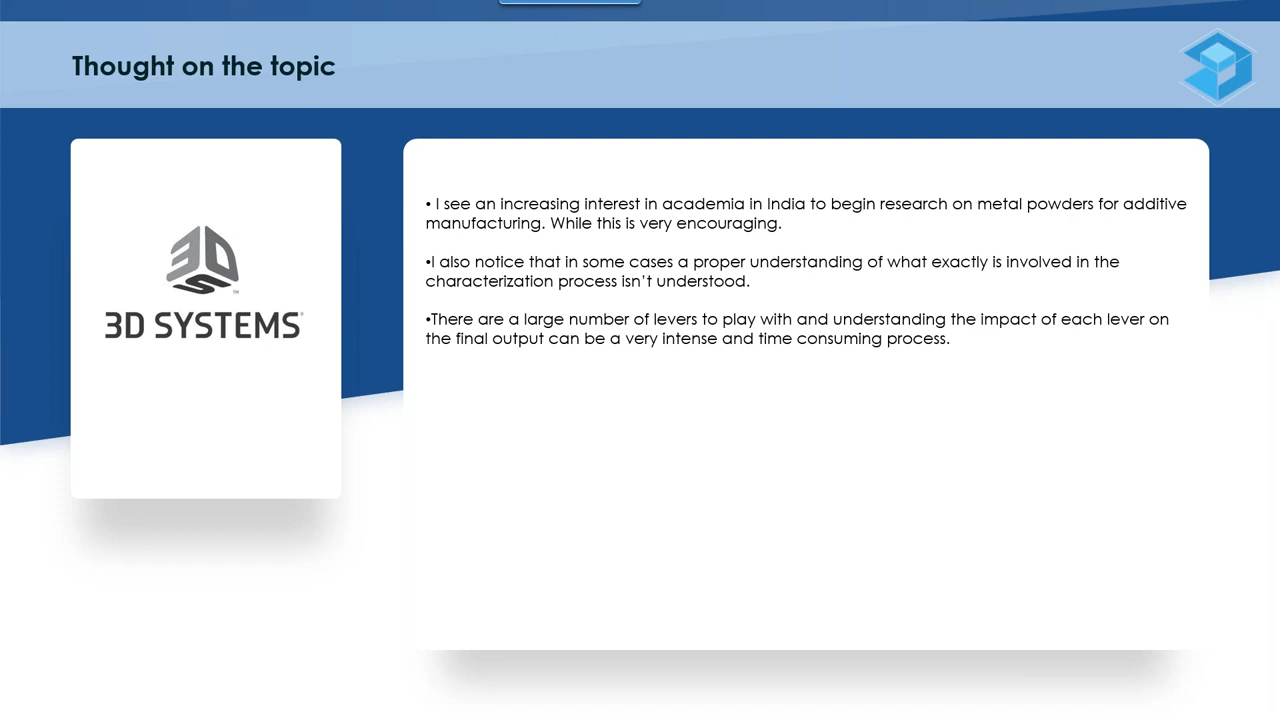 Thought on the topic
3D SYSTEMS
• I see an increasing interest in academia in India to begin research on metal powders for additive
manufacturing. While this is very encouraging.
•I also notice that in some cases a proper understanding of what exactly is involved in the
characterization process isn’t understood.
•There are a large number of levers to play with and understanding the impact of each lever on
the final output can be a very intense and time consuming process.